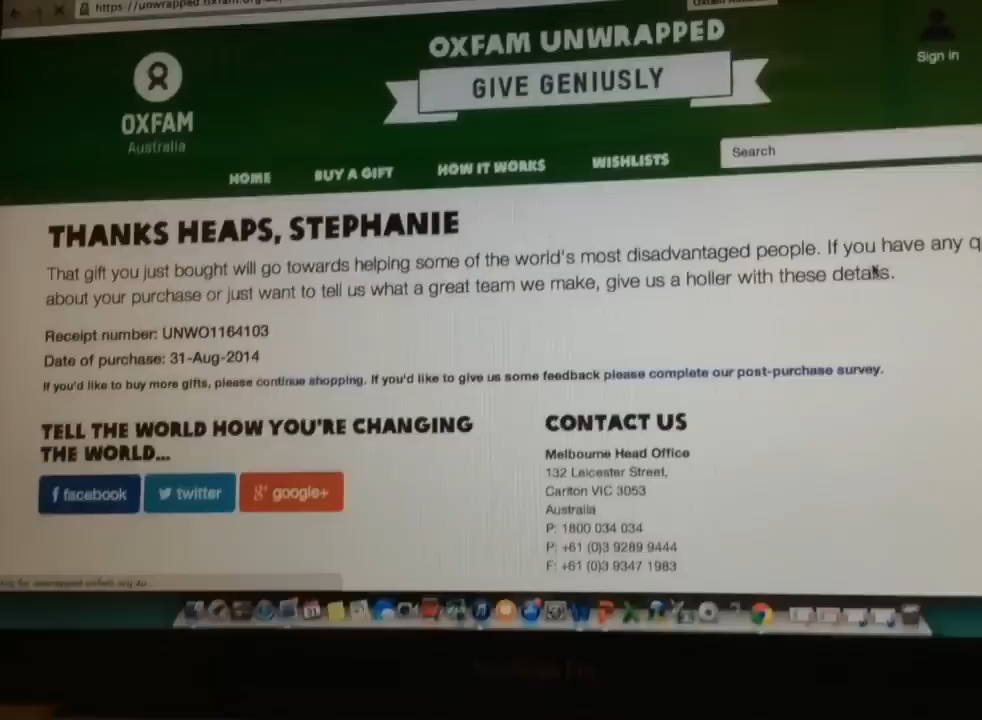 https://unwrapped.oxfam.org.au
OXFAM UNWRAPPED
GIVE GENIUSLY
Sign in
OXFAM
Australia
HOME BUY A GIFT HOW IT WORKS WISHLISTS Search
THANKS HEAPS, STEPHANIE
That gift you just bought will go towards helping some of the world's most disadvantaged people. If you have any q
about your purchase or just want to tell us what a great team we make, give us a holler with these details.
Receipt number: UNWO1164103
Date of purchase: 31-Aug-2014
If you'd like to buy more gifts, please continue shopping. If you'd like to give us some feedback please complete our post-purchase survey.
TELL THE WORLD HOW YOU'RE CHANGING
THE WORLD...
f facebook twitter g+ google+
CONTACT US
Melbourne Head Office
132 Leicester Street,
Carlton VIC 3053
Australia
P: 1800 034 034
P: +61 (0)3 9289 9444
F: +61 (0)3 9347 1983
31